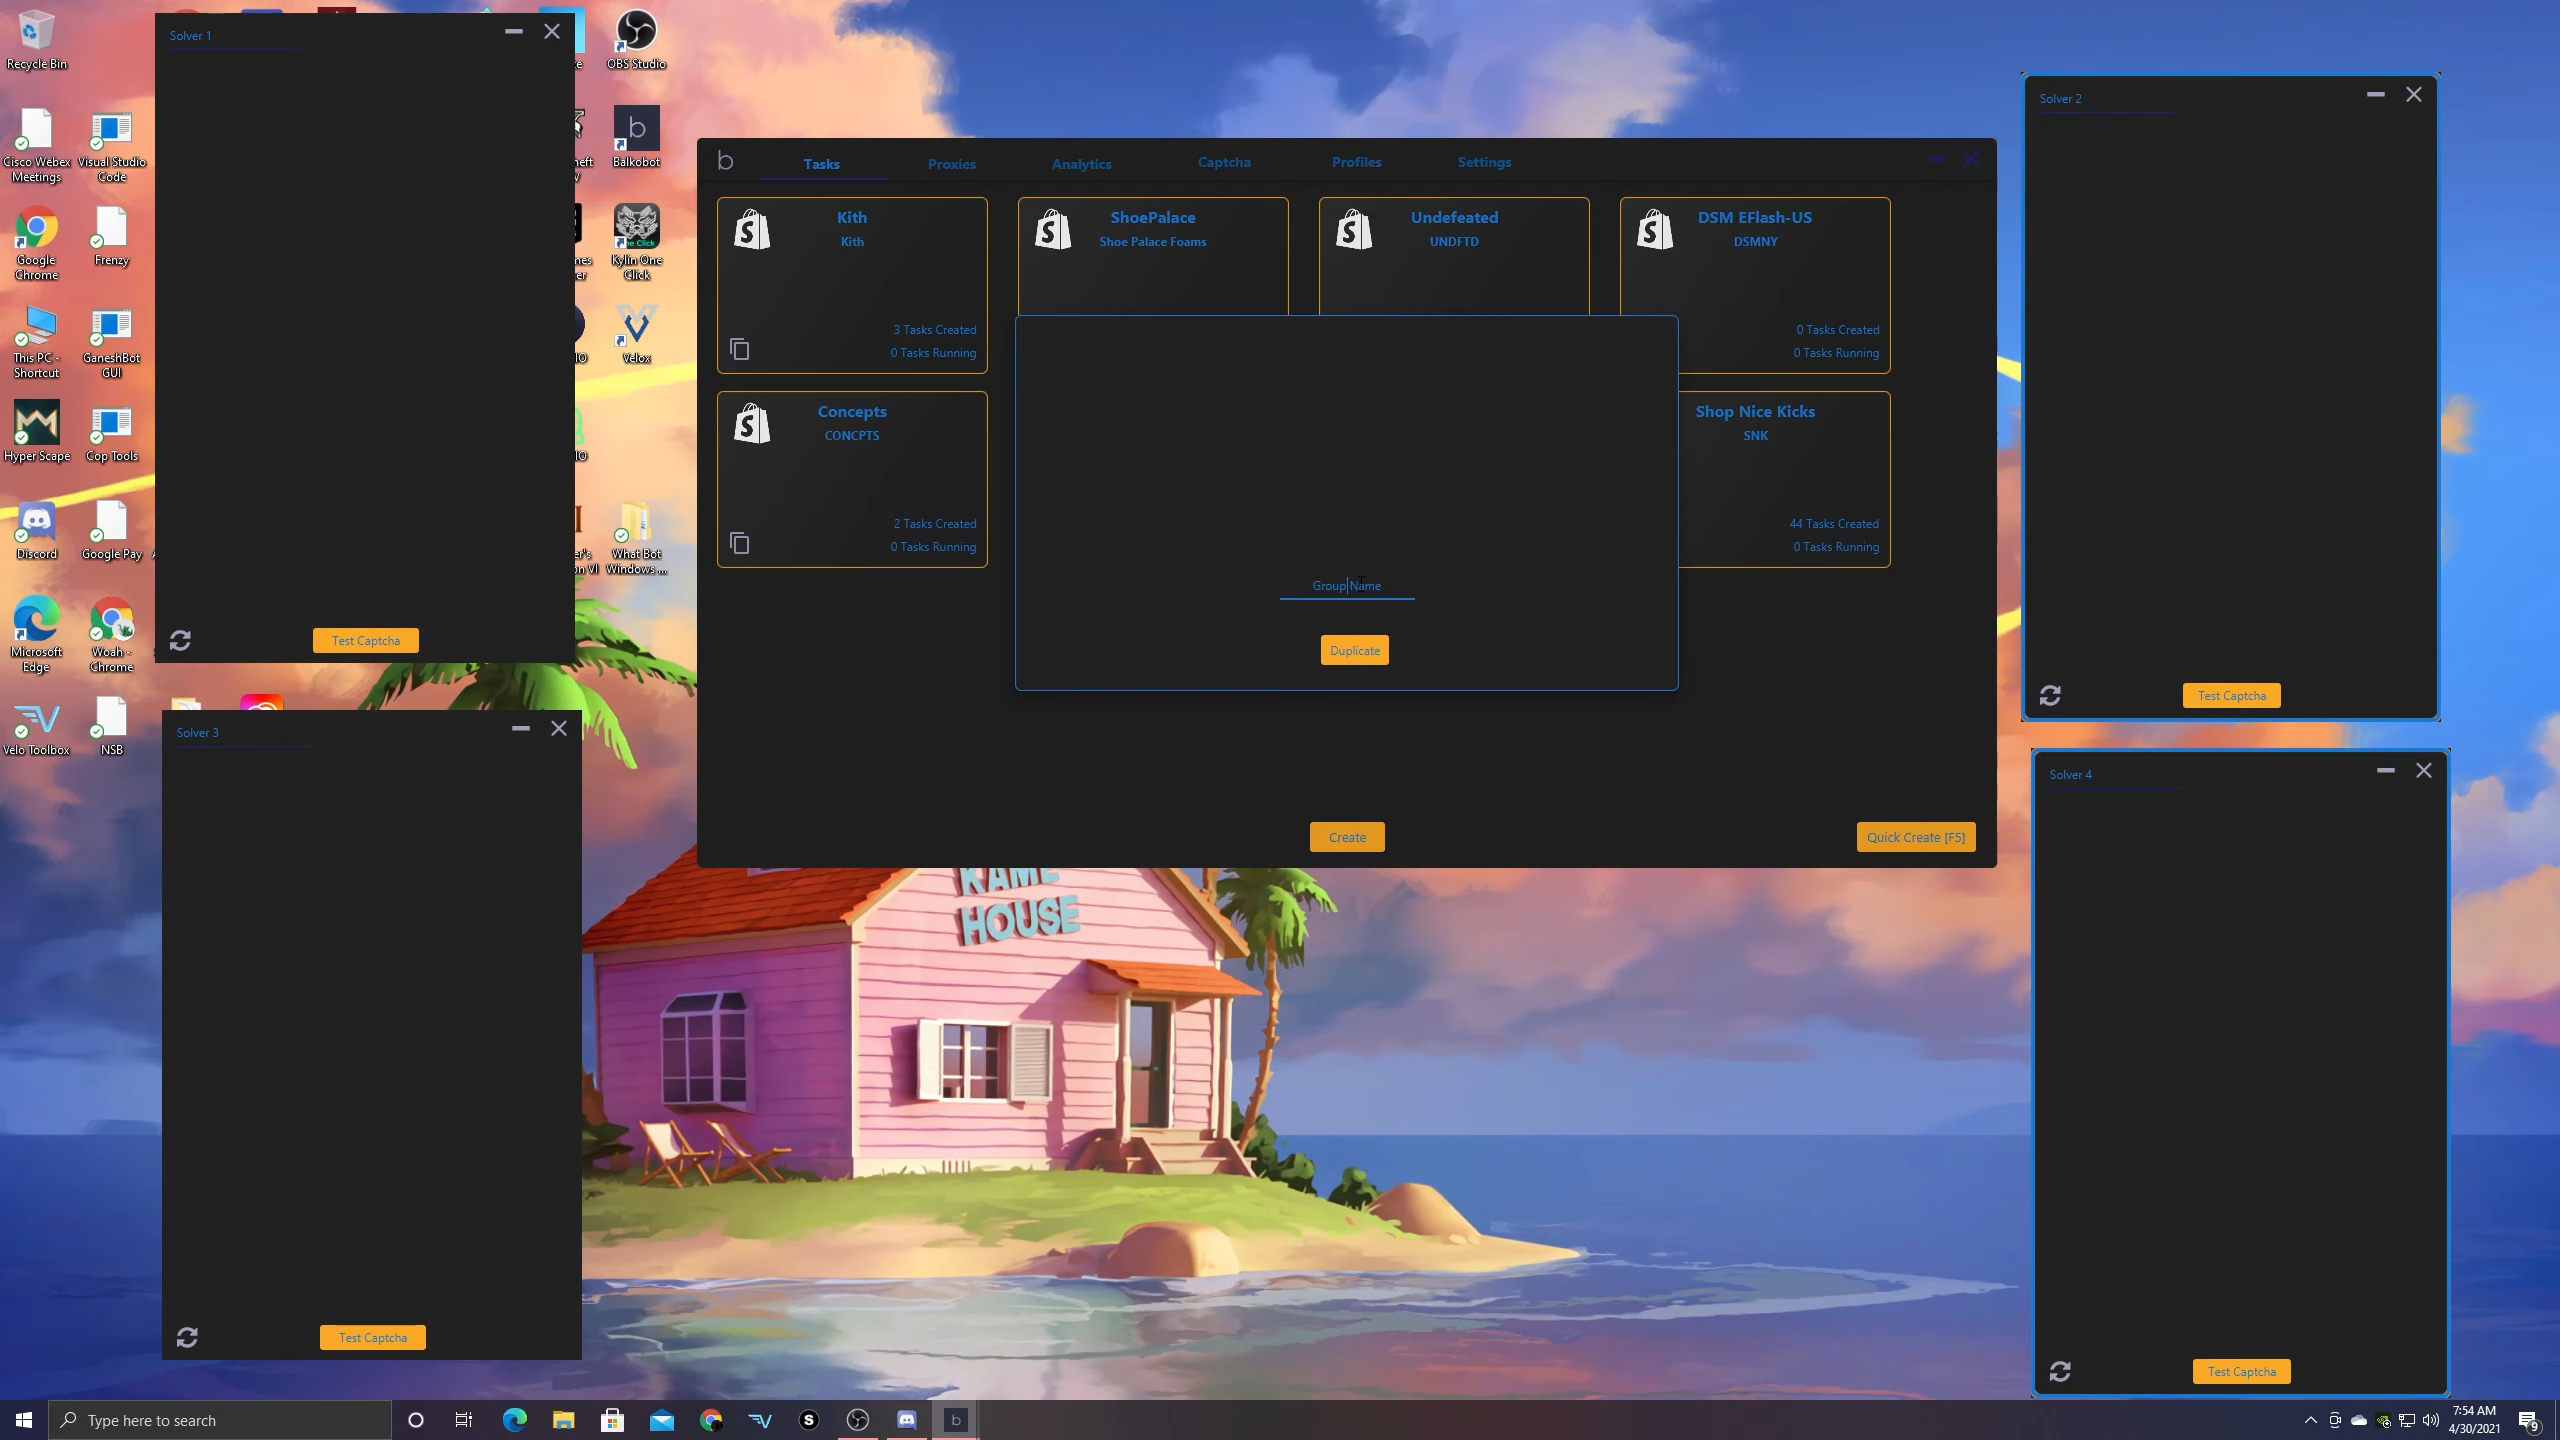 Solver 1
Test Captcha
Solver 3
Test Captcha
Solver 2
Test Captcha
Solver 4
Test Captcha
b
Tasks
Proxies
Analytics
Captcha
Profiles
Settings
Kith
Kith
3 Tasks Created
0 Tasks Running
ShoePalace
Shoe Palace Foams
Undefeated
UNDFTD
DSM EFlash-US
DSMNY
0 Tasks Created
0 Tasks Running
Concepts
CONCPTS
2 Tasks Created
0 Tasks Running
Shop Nice Kicks
SNK
44 Tasks Created
0 Tasks Running
Group Name
Duplicate
Create
Quick Create [F5]
Recycle Bin
OBS Studio
Cisco Webex
Meetings
Visual Studio
Code
Balkobot
Google
Chrome
Frenzy
Kylin One
Click
This PC -
Shortcut
GaneshBot
GUI
Velox
Hyper Scape
Cop Tools
Discord
Google Pay
What Bot
Windows ...
Microsoft
Edge
Woah -
Chrome
Velo Toolbox
NSB
KAME
HOUSE
Type here to search
7:54 AM
4/30/2021
9